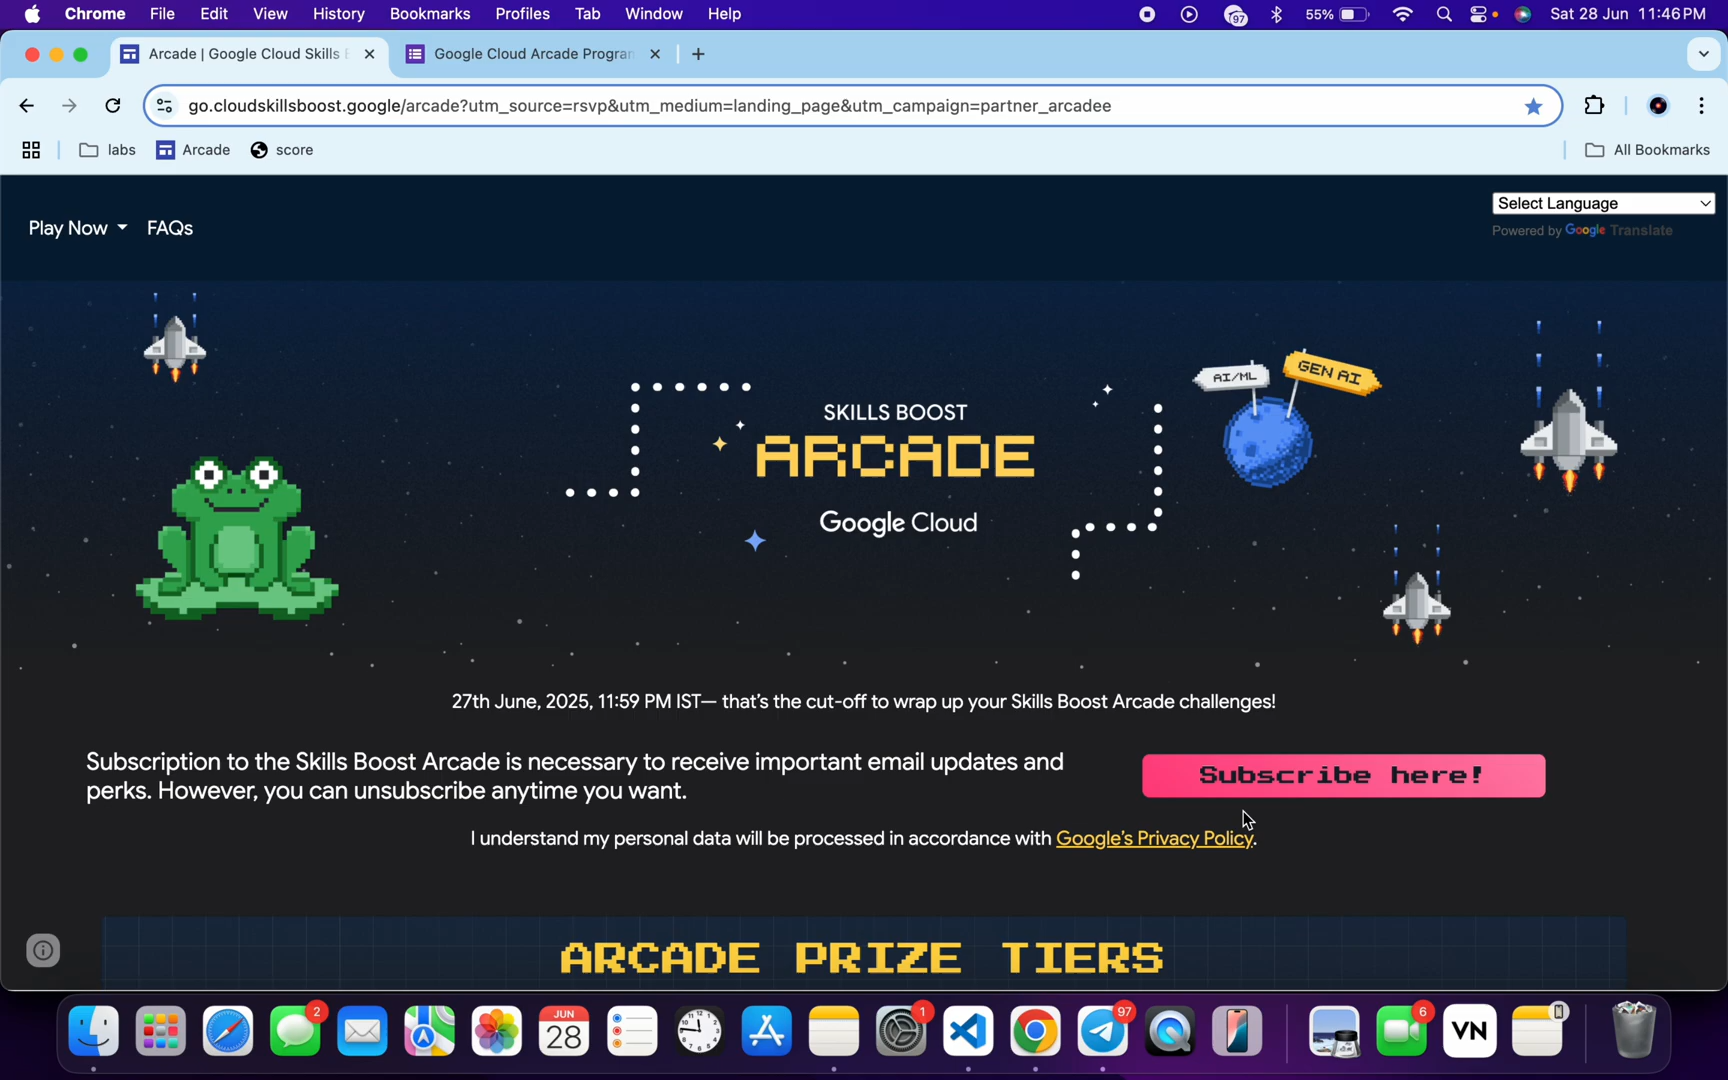 Chrome File Edit View History Bookmarks Profiles Tab Window Help 97 55% Sat 28 Jun 11:46 PM
Arcade | Google Cloud Skills Google Cloud Arcade
go.cloudskillsboost.google/arcade?utm_source=rsvp&utm_medium=landing_page&utm_campaign=partner_arcadee
labs Arcade score All Bookmarks
Select Language
Play Now FAQs
Powered by Google Translate
AI/ML GEN AI
SKILLS BOOST
ARCADE
Google Cloud
27th June, 2025, 11:59 PM IST— that's the cut-off to wrap up your Skills Boost Arcade challenges!
Subscription to the Skills Boost Arcade is necessary to receive important email updates and
perks. However, you can unsubscribe anytime you want.
Subscribe here!
I understand my personal data will be processed in accordance with Google's Privacy Policy.
ARCADE PRIZE TIERS
2 JUN 28 1 97 6 VN